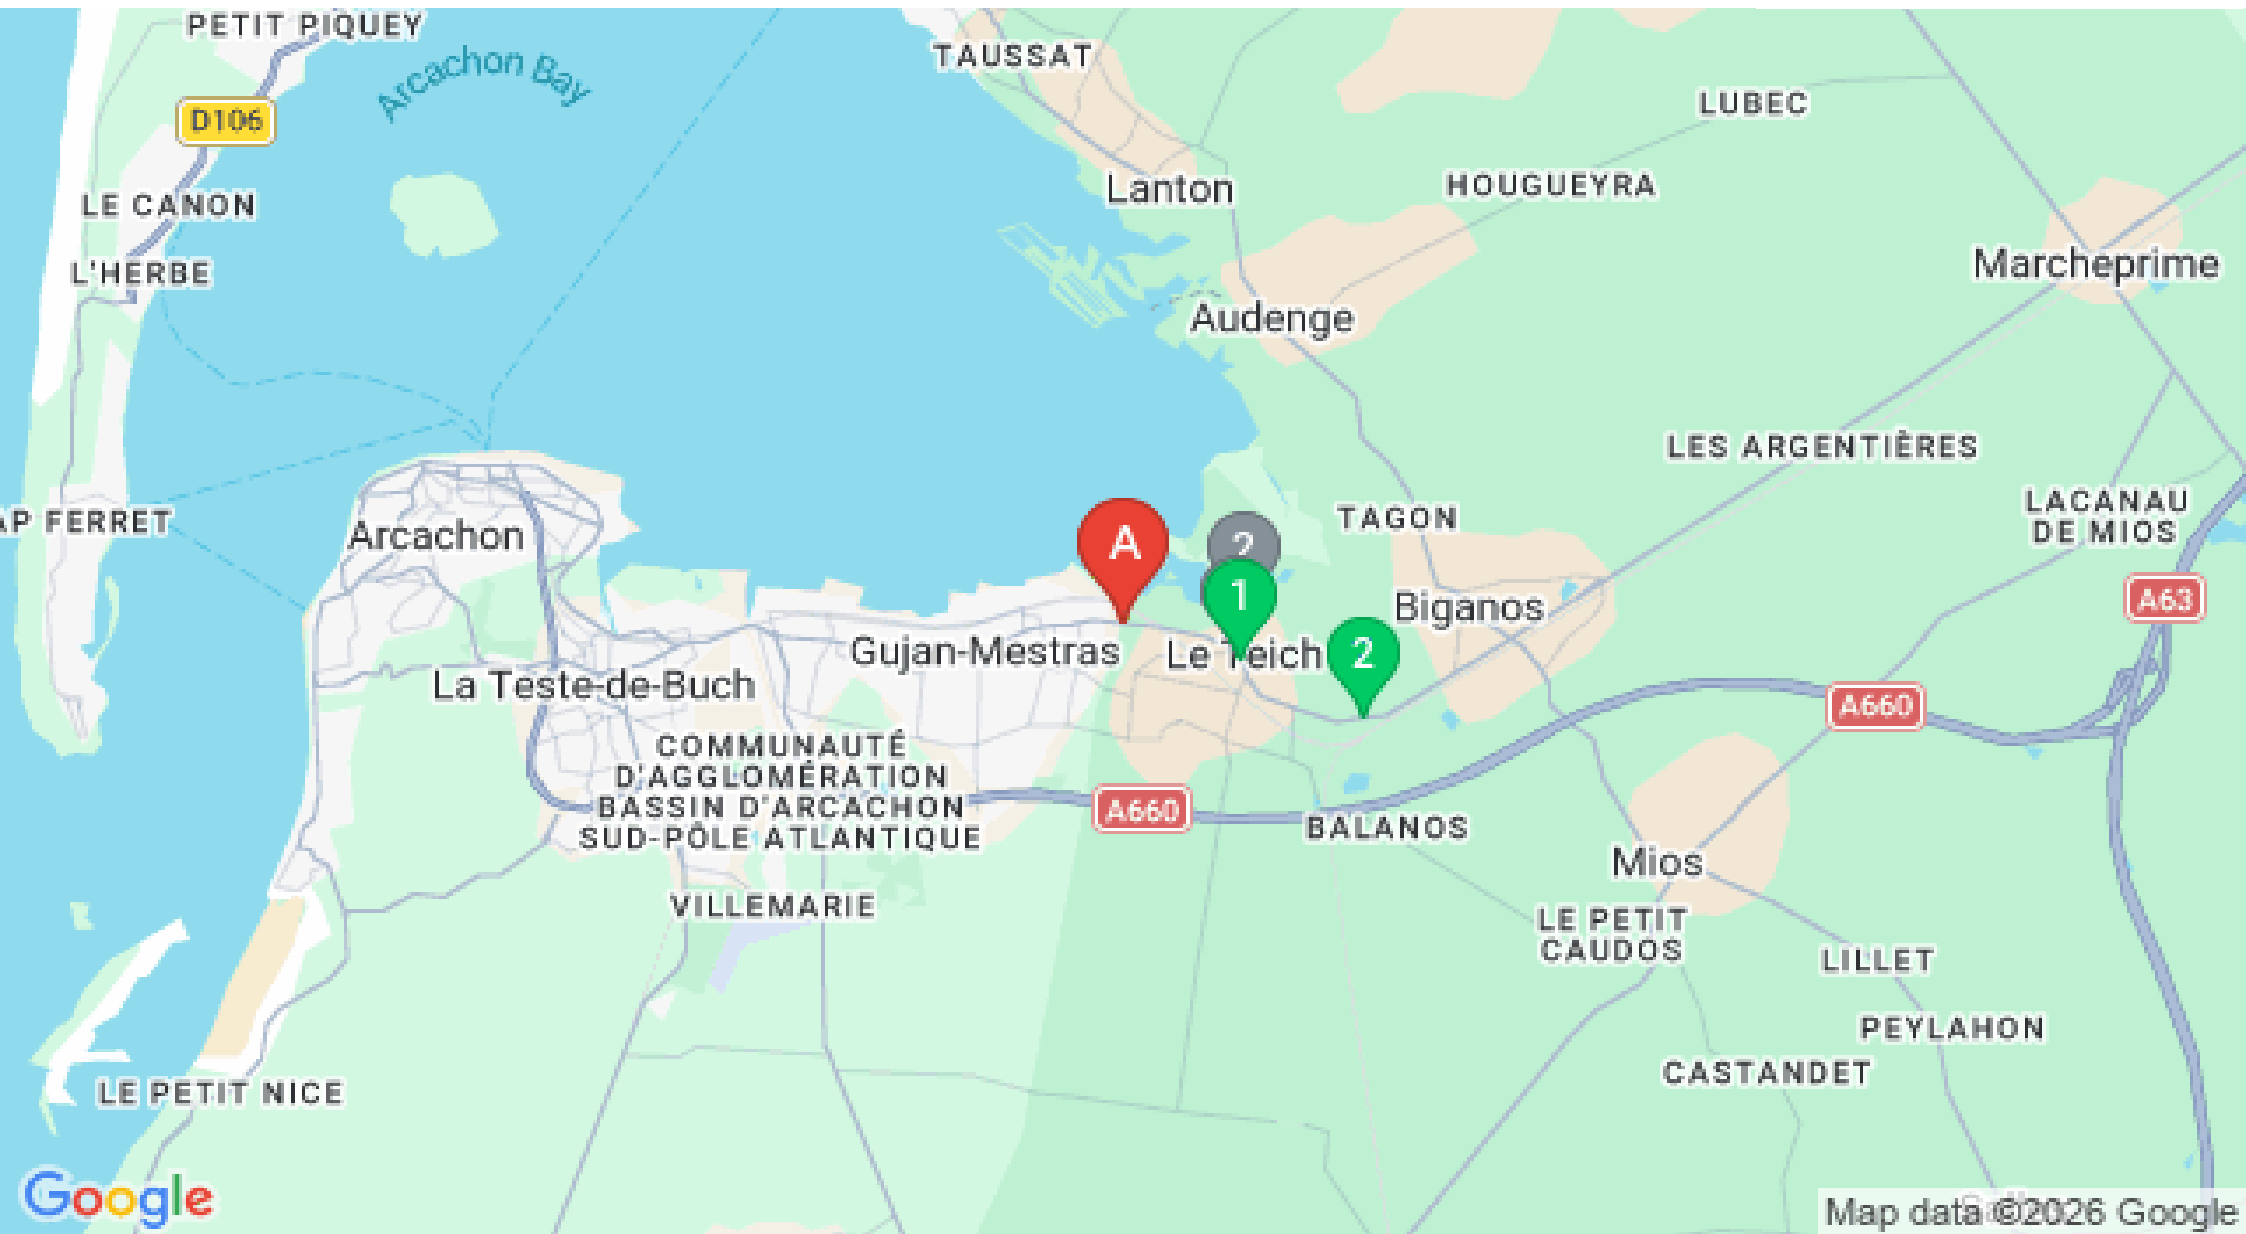 PETIT PIQUEY
Arcachon Bay
TAUSSAT
D106
LUBEC
LE CANON
Lanton
HOUGUEYRA
L'HERBE
Marcheprime
Audenge
LES ARGENTIÈRES
AP FERRET
Arcachon
A
2
TAGON
LACANAU
DE MIOS
1
Biganos
A63
Gujan-Mestras
Le Teich
2
La Teste-de-Buch
A660
COMMUNAUTÉ
D'AGGLOMÉRATION
BASSIN D'ARCACHON
SUD-PÔLE ATLANTIQUE
A660
BALANOS
Mios
VILLEMARIE
LE PETIT
CAUDOS
LILLET
PEYLAHON
CASTANDET
LE PETIT NICE
Google
Map data ©2026 Google